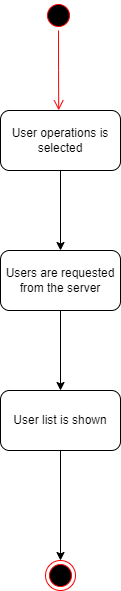 User operations is
selected
Users are requested
from the server
User list is shown